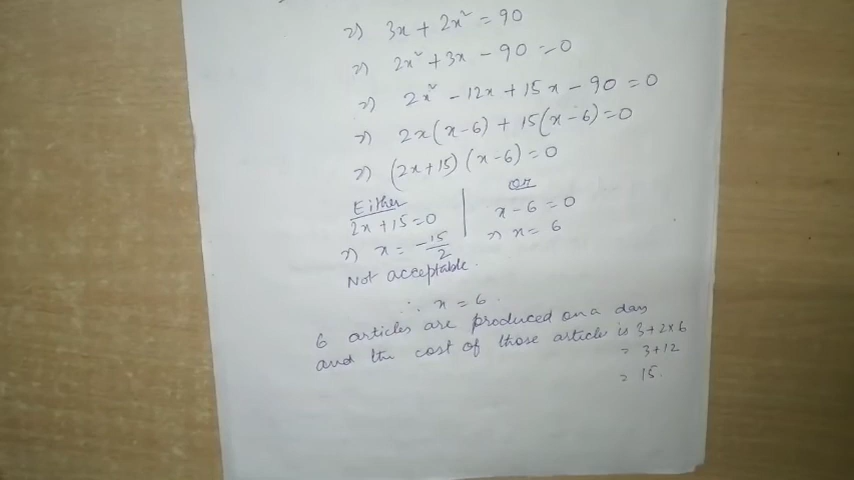 ⇒ 3x + 2x² = 90
⇒ 2x² + 3x - 90 = 0
⇒ 2x² - 12x + 15x - 90 = 0
⇒ 2x(x-6) + 15(x-6) = 0
⇒ (2x+15)(x-6) = 0
Either
2x+15=0
⇒ x = -15/2
Not acceptable.
Or
x-6=0
⇒ x=6
∴ x = 6.
6 articles are produced on a day
and the cost of those article is 3+2x6
= 3+12
= 15.